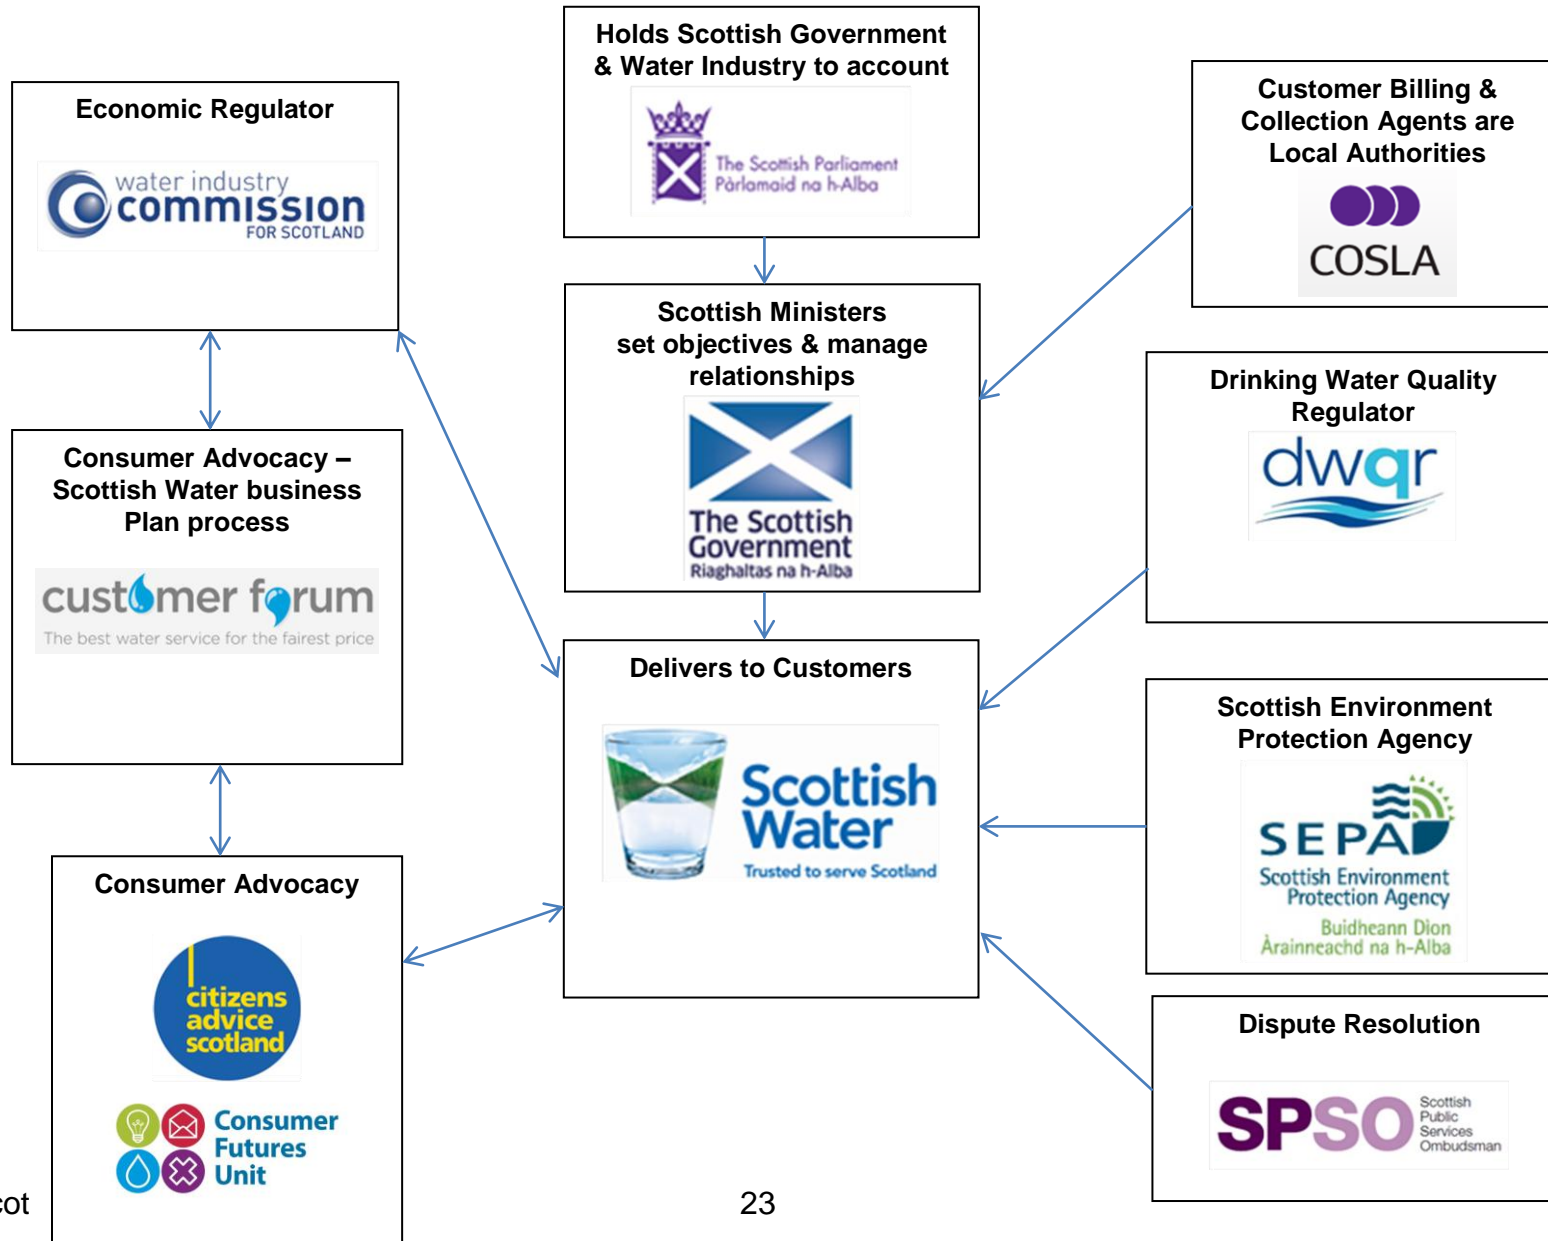 Holds Scottish Government
& Water Industry to account
The Scottish Parliament
Pàrlamaid na h-Alba
Economic Regulator
water industry
commission
FOR SCOTLAND
Customer Billing &
Collection Agents are
Local Authorities
COSLA
Scottish Ministers
set objectives & manage
relationships
The Scottish
Government
Riaghaltas na h-Alba
Drinking Water Quality
Regulator
dwqr
Consumer Advocacy –
Scottish Water business
Plan process
customer forum
The best water service for the fairest price
Delivers to Customers
Scottish
Water
Trusted to serve Scotland
Scottish Environment
Protection Agency
SEPA
Scottish Environment
Protection Agency
Buidheann Dìon
Àrainneachd na h-Alba
Consumer Advocacy
citizens
advice
scotland
Consumer
Futures
Unit
Dispute Resolution
SPSO
Scottish
Public
Services
Ombudsman
cot
23